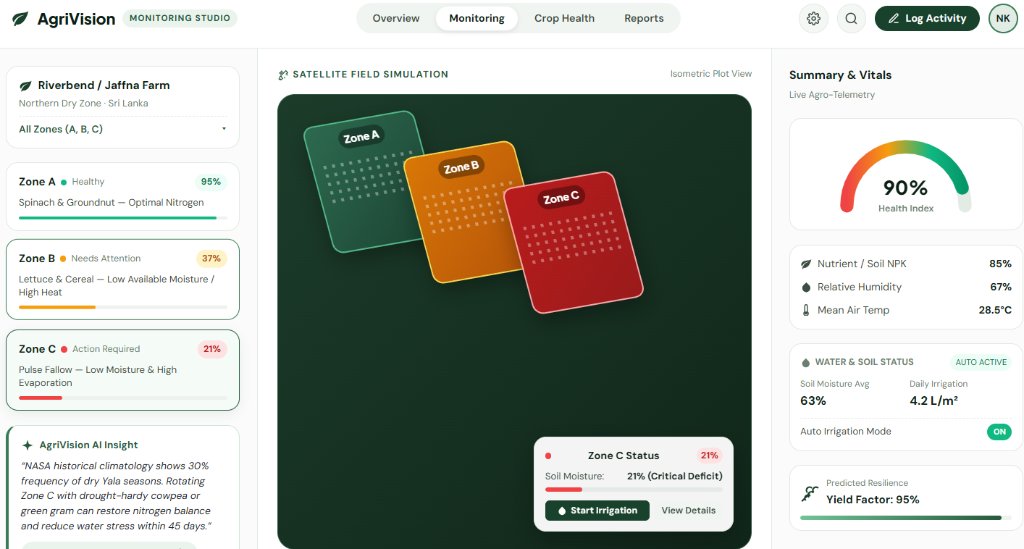 AgriVision MONITORING STUDIO
Overview Monitoring Crop Health Reports
Log Activity NK
Riverbend / Jaffna Farm
Northern Dry Zone · Sri Lanka
All Zones (A, B, C)
Zone A Healthy 95%
Spinach & Groundnut — Optimal Nitrogen
Zone B Needs Attention 37%
Lettuce & Cereal — Low Available Moisture /
High Heat
Zone C Action Required 21%
Pulse Fallow — Low Moisture & High
Evaporation
AgriVision AI Insight
"NASA historical climatology shows 30%
frequency of dry Yala seasons. Rotating
Zone C with drought-hardy cowpea or
green gram can restore nitrogen balance
and reduce water stress within 45 days."
SATELLITE FIELD SIMULATION Isometric Plot View
Zone A
Zone B
Zone C
Zone C Status 21%
Soil Moisture: 21% (Critical Deficit)
Start Irrigation View Details
Summary & Vitals
Live Agro-Telemetry
90%
Health Index
Nutrient / Soil NPK 85%
Relative Humidity 67%
Mean Air Temp 28.5°C
WATER & SOIL STATUS AUTO ACTIVE
Soil Moisture Avg Daily Irrigation
63% 4.2 L/m²
Auto Irrigation Mode ON
Predicted Resilience
Yield Factor: 95%